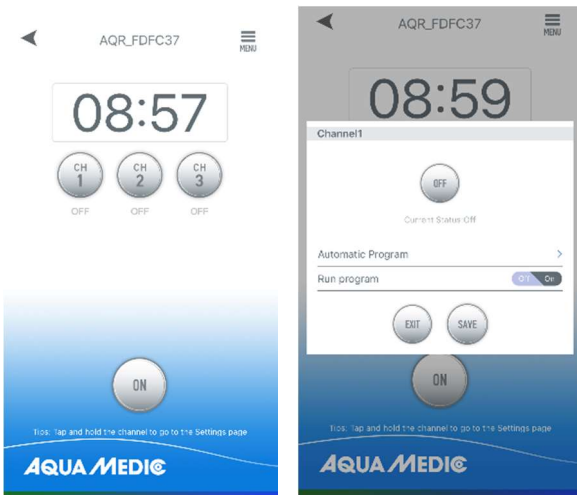 AQR_FDFC37
MENU
08:57
CH
1
CH
2
CH
3
OFF
OFF
OFF
ON
Tips: Tap and hold the channel to go to the Settings page
AQUA MEDIC
AQR_FDFC37
MENU
08:59
Channel1
OFF
Current Status:Off
Automatic Program >
Run program
Off On
EXIT
SAVE
ON
Tips: Tap and hold the channel to go to the Settings page
AQUA MEDIC